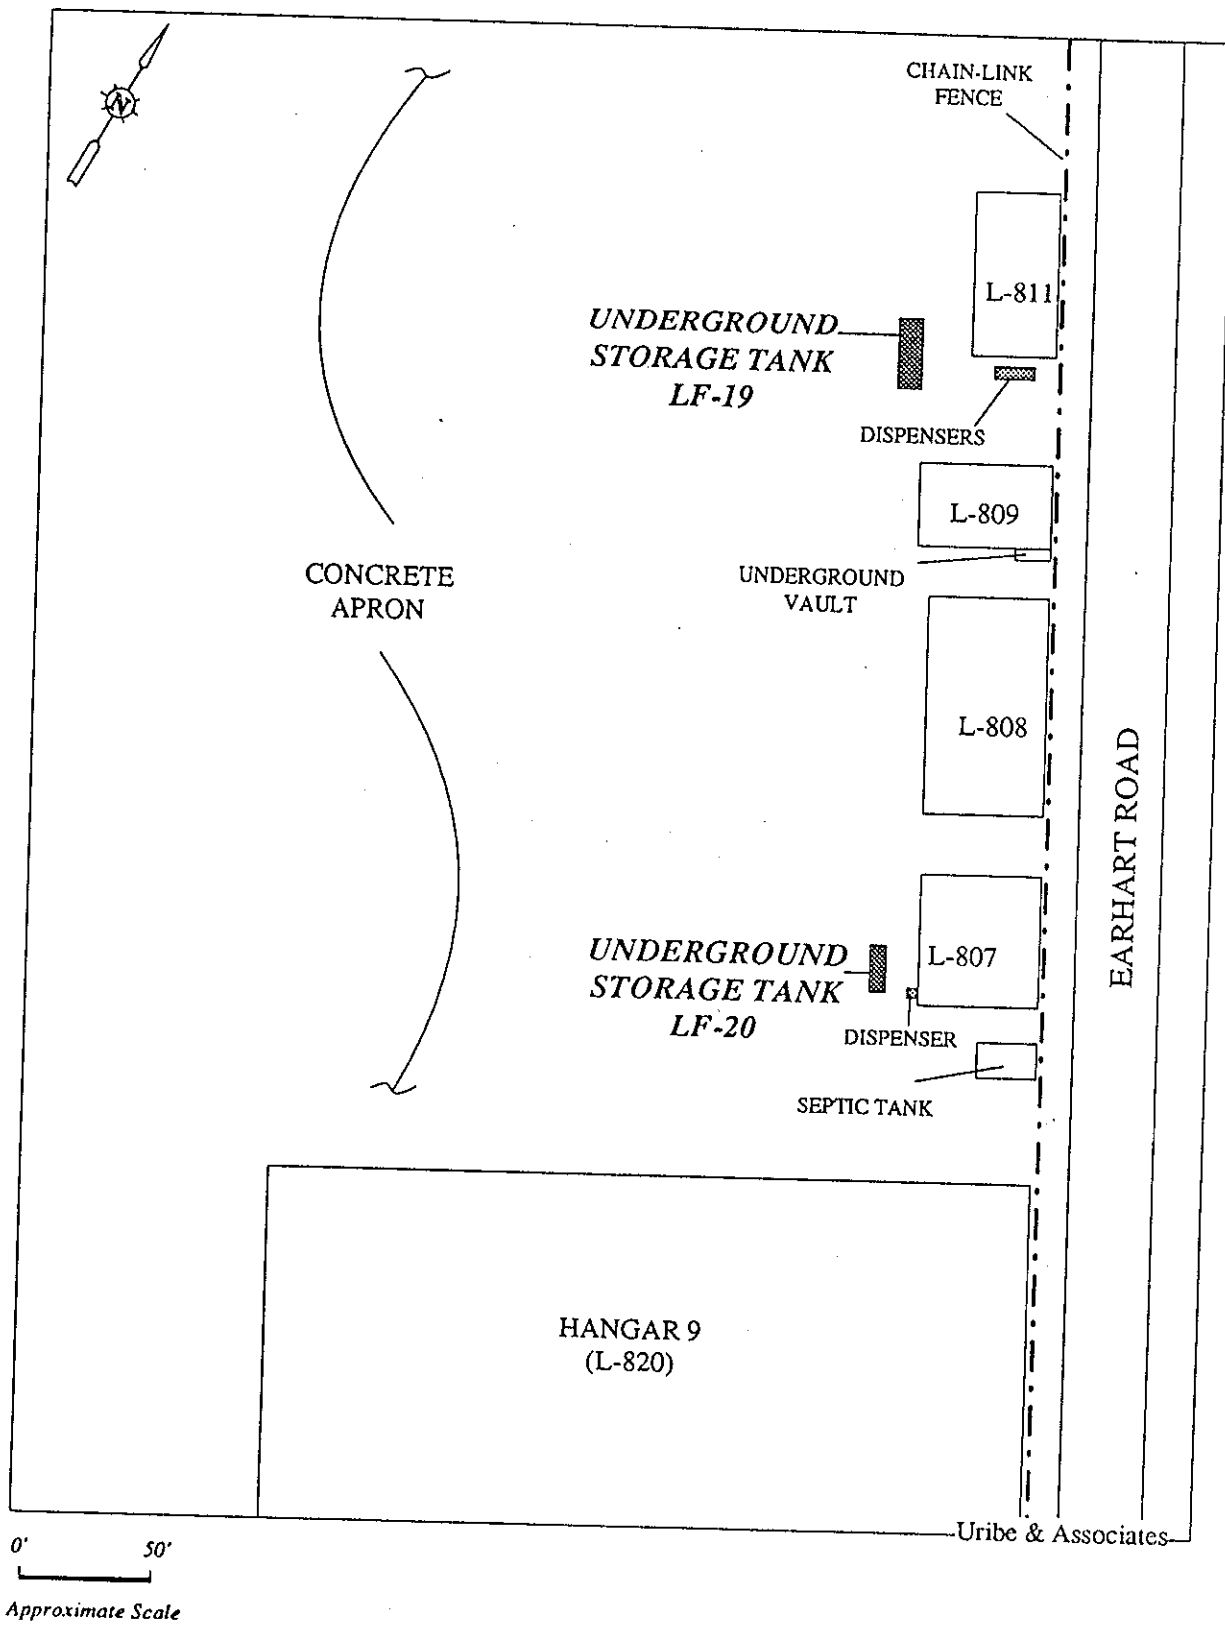 N
CHAIN-LINK
FENCE
L-811
UNDERGROUND
STORAGE TANK
LF-19
DISPENSERS
L-809
CONCRETE
APRON
UNDERGROUND
VAULT
L-808
EARHART ROAD
UNDERGROUND
STORAGE TANK
LF-20
L-807
DISPENSER
SEPTIC TANK
HANGAR 9
(L-820)
Uribe & Associates
0' 50'
Approximate Scale